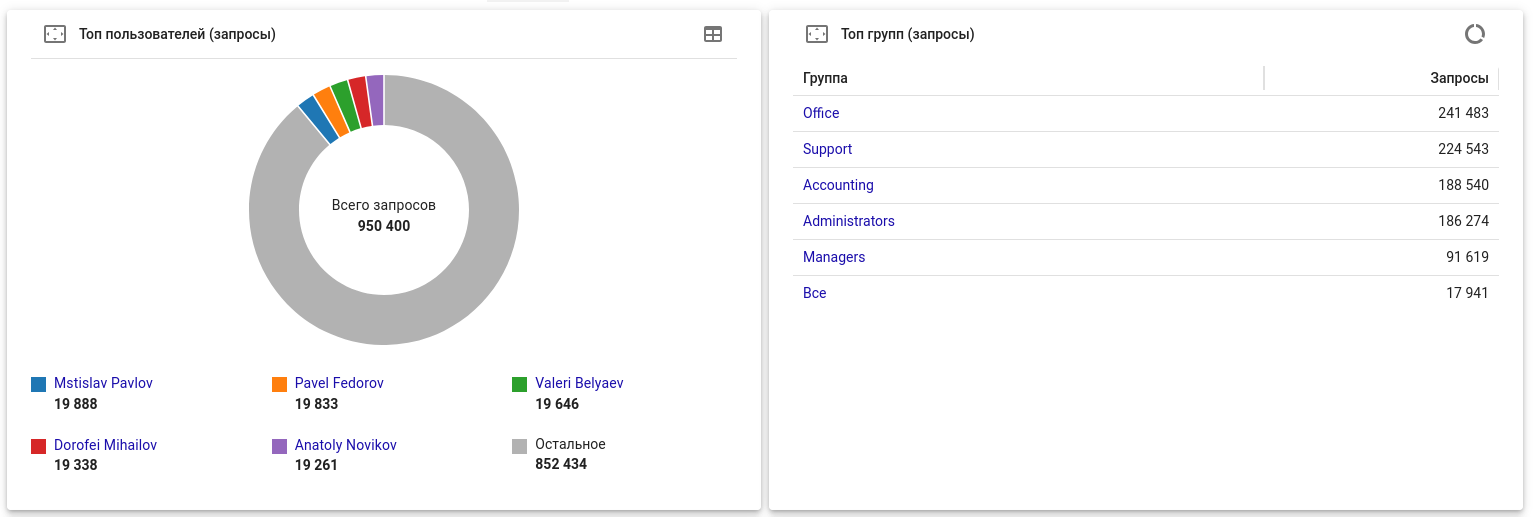 Топ пользователей (запросы)
Всего запросов
950 400
Mstislav Pavlov
19 888
Pavel Fedorov
19 833
Valeri Belyaev
19 646
Dorofei Mihailov
19 338
Anatoly Novikov
19 261
Остальное
852 434
Топ групп (запросы)
Группа Запросы
Office 241 483
Support 224 543
Accounting 188 540
Administrators 186 274
Managers 91 619
Все 17 941